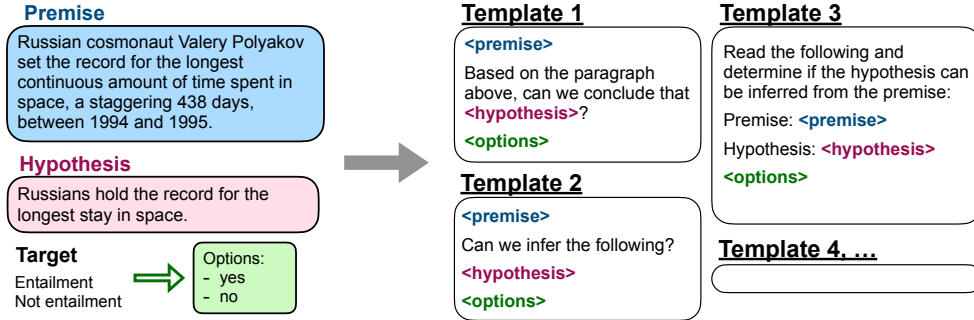 Premise
Russian cosmonaut Valery Polyakov
set the record for the longest
continuous amount of time spent in
space, a staggering 438 days,
between 1994 and 1995.
Hypothesis
Russians hold the record for the
longest stay in space.
Target
Entailment
Not entailment
Options:
- yes
- no
Template 1
<premise>
Based on the paragraph
above, can we conclude that
<hypothesis>?
<options>
Template 2
<premise>
Can we infer the following?
<hypothesis>
<options>
Template 3
Read the following and
determine if the hypothesis can
be inferred from the premise:
Premise: <premise>
Hypothesis: <hypothesis>
<options>
Template 4, …